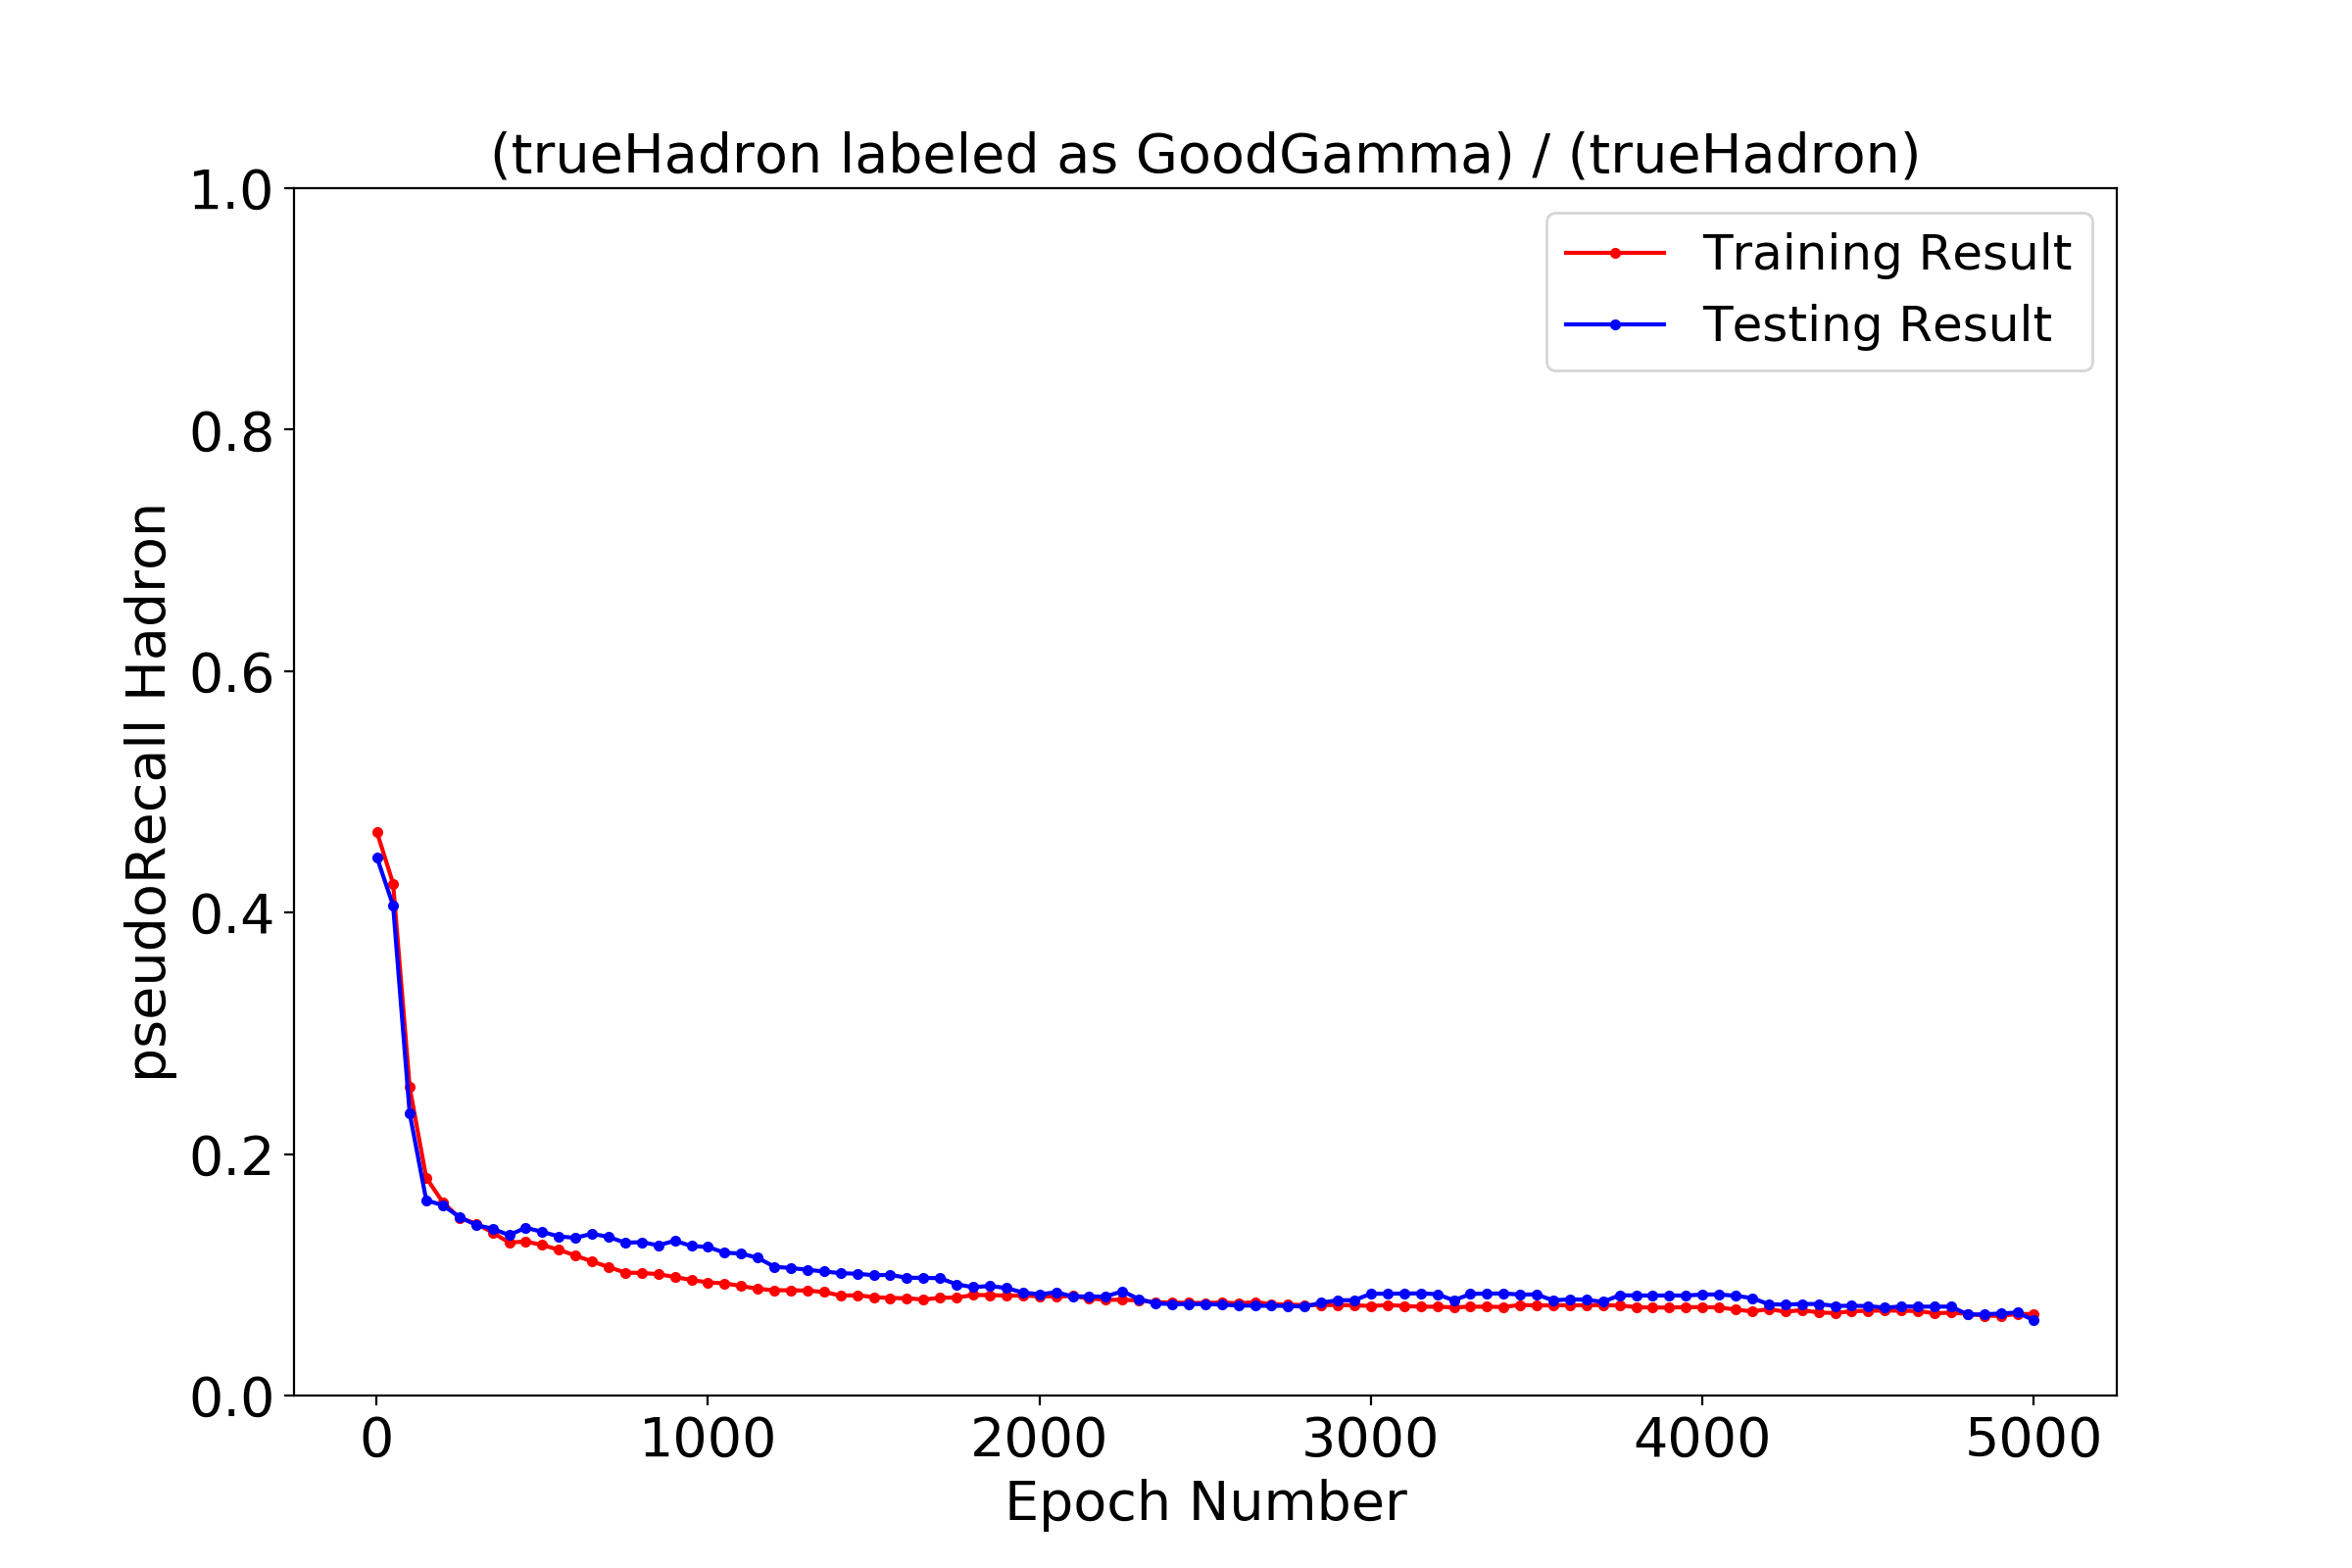 (trueHadron labeled as GoodGamma) / (trueHadron)
1.0
0.8
0.6
0.4
0.2
0.0
pseudoRecall Hadron
Training Result
Testing Result
0 1000 2000 3000 4000 5000
Epoch Number